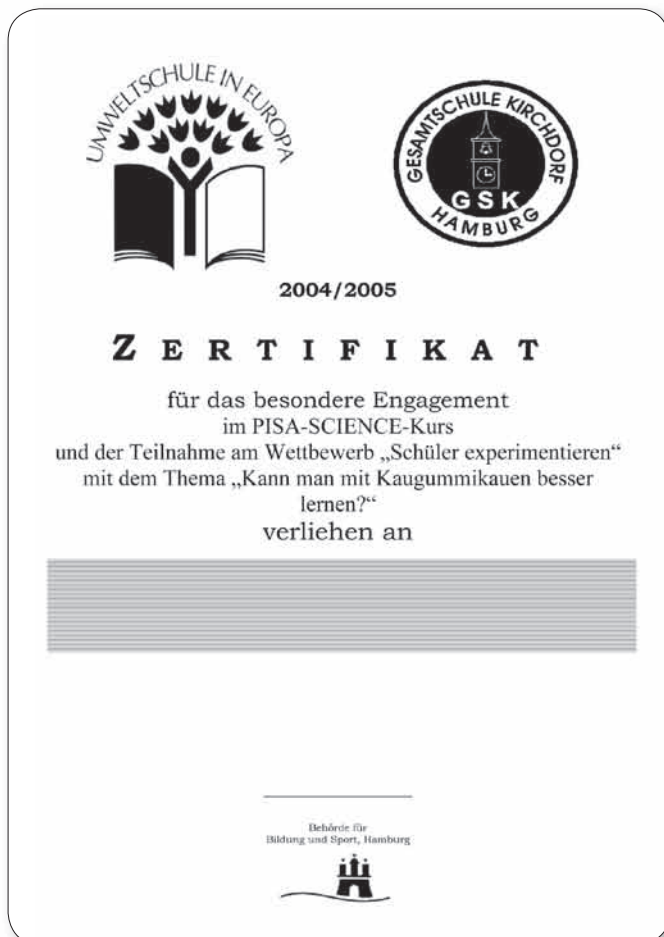 UMWELTSCHULE IN EUROPA
GESAMTSCHULE KIRCHDORF
GSK
HAMBURG
2004/2005
ZERTIFIKAT
für das besondere Engagement
im PISA-SCIENCE-Kurs
und der Teilnahme am Wettbewerb „Schüler experimentieren“
mit dem Thema „Kann man mit Kaugummikauen besser
lernen?“
verliehen an
Behörde für
Bildung und Sport, Hamburg